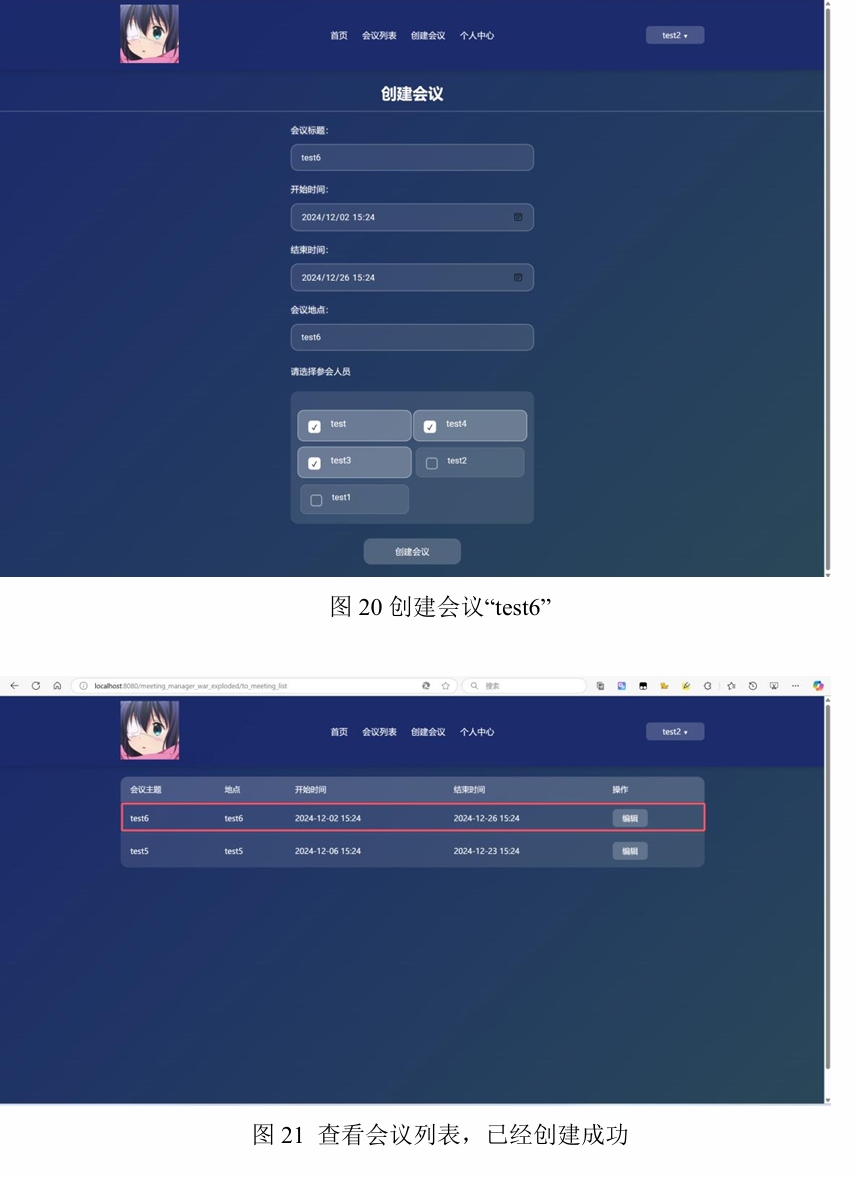 首页 会议列表 创建会议 个人中心 test2 ▾
创建会议
会议标题：
test6
开始时间：
2024/12/02 15:24
结束时间：
2024/12/26 15:24
会议地点：
test6
请选择参会人员
test test4
test3 test2
test1
创建会议
图 20 创建会议“test6”
localhost:8080/meeting_manager_war_exploded/to_meeting_list 搜索
首页 会议列表 创建会议 个人中心 test2 ▾
会议主题 地点 开始时间 结束时间 操作
test6 test6 2024-12-02 15:24 2024-12-26 15:24 编辑
test5 test5 2024-12-06 15:24 2024-12-23 15:24 编辑
图 21 查看会议列表，已经创建成功